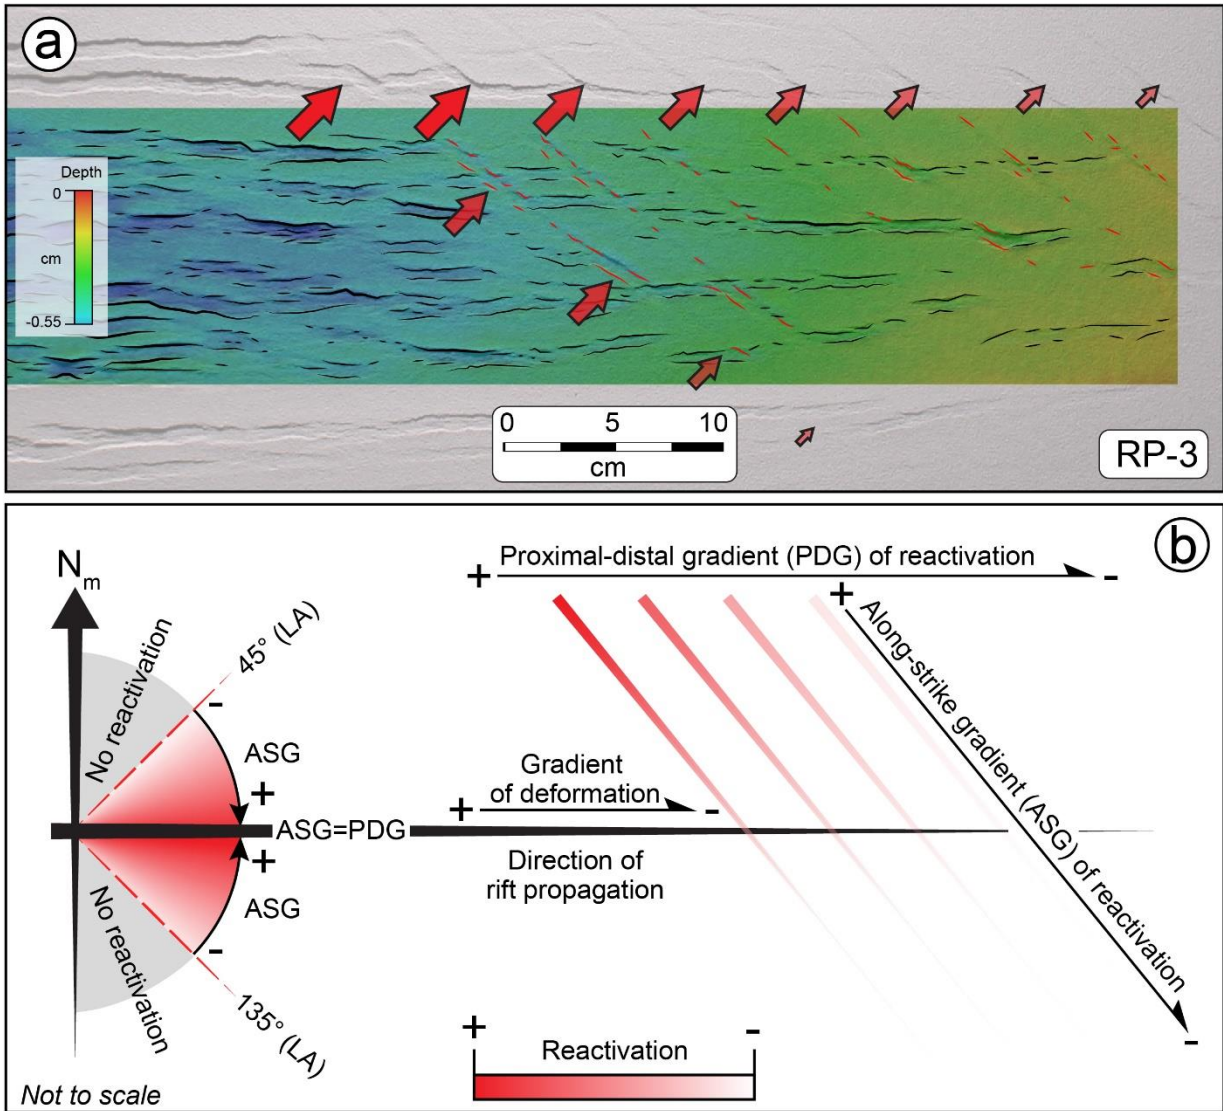 a
Depth
0
cm
-0.55
0 5 10
cm
RP-3
b
N
m
No reactivation
45° (LA)
-
ASG
+
ASG=PDG
+
ASG
-
No reactivation
135° (LA)
Not to scale
Proximal-distal gradient (PDG) of reactivation
+ -
+
Along-strike gradient (ASG) of reactivation
-
Gradient
of deformation
+ -
Direction of
rift propagation
+ -
Reactivation